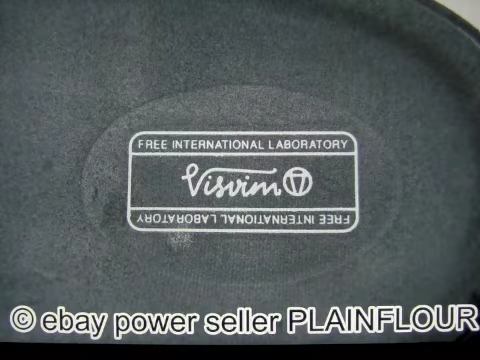 FREE INTERNATIONAL LABORATORY
Visvim
FREE INTERNATIONAL LABORATORY
© ebay power seller PLAINFLOUR